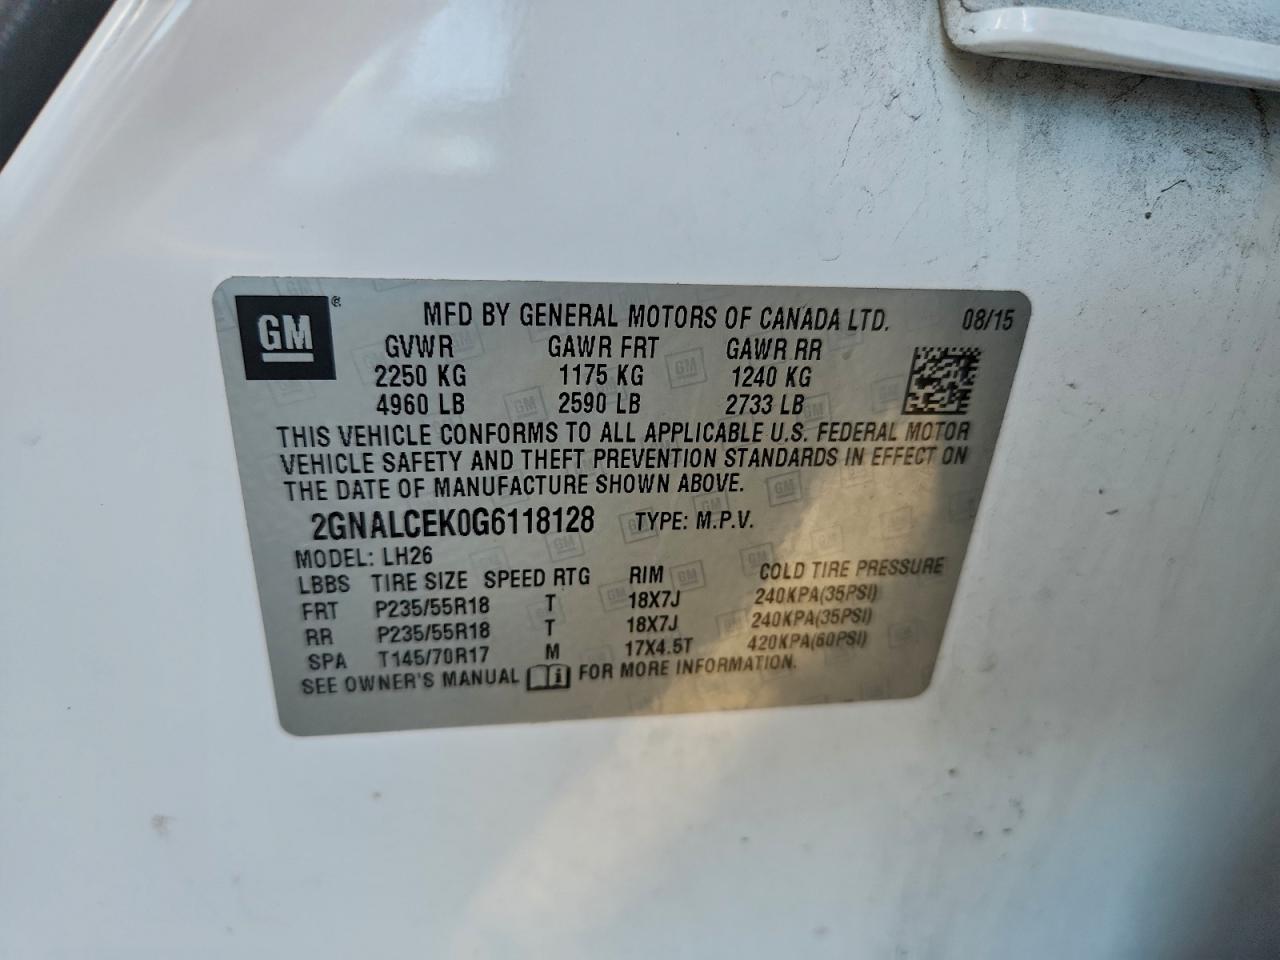 GM ®
MFD BY GENERAL MOTORS OF CANADA LTD. 08/15
GVWR GAWR FRT GAWR RR
2250 KG 1175 KG 1240 KG
4960 LB 2590 LB 2733 LB
THIS VEHICLE CONFORMS TO ALL APPLICABLE U.S. FEDERAL MOTOR
VEHICLE SAFETY AND THEFT PREVENTION STANDARDS IN EFFECT ON
THE DATE OF MANUFACTURE SHOWN ABOVE.
2GNALCEK0G6118128 TYPE: M.P.V.
MODEL: LH26
LBBS TIRE SIZE SPEED RTG RIM COLD TIRE PRESSURE
FRT P235/55R18 T 18X7J 240KPA(35PSI)
RR P235/55R18 T 18X7J 240KPA(35PSI)
SPA T145/70R17 M 17X4.5T 420KPA(60PSI)
SEE OWNER'S MANUAL i FOR MORE INFORMATION.